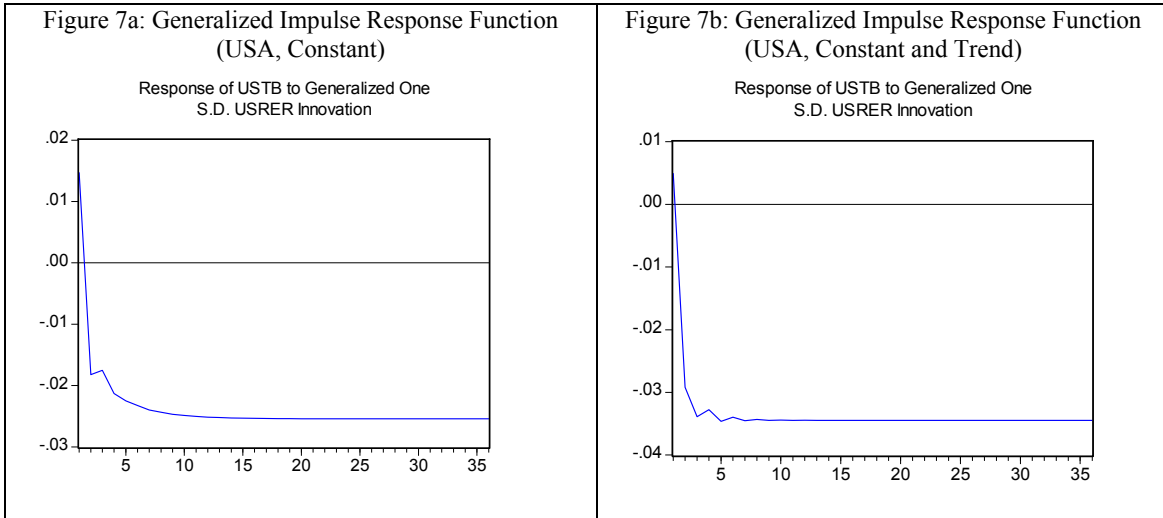 Figure 7a: Generalized Impulse Response Function
(USA, Constant)
Response of USTB to Generalized One
S.D. USRER Innovation
.02
.01
.00
-.01
-.02
-.03
5 10 15 20 25 30 35
Figure 7b: Generalized Impulse Response Function
(USA, Constant and Trend)
Response of USTB to Generalized One
S.D. USRER Innovation
.01
.00
-.01
-.02
-.03
-.04
5 10 15 20 25 30 35